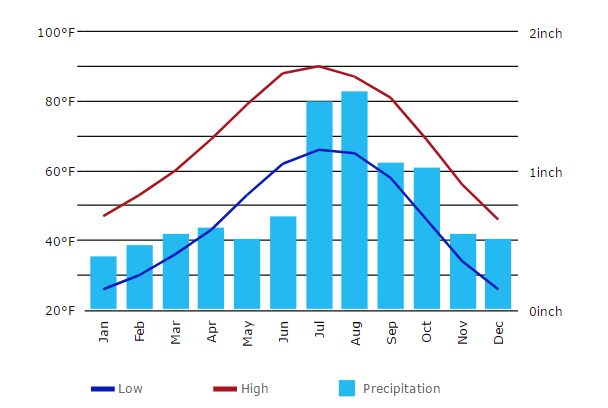 100°F
2inch
80°F
60°F
1inch
40°F
20°F
0inch
Jan Feb Mar Apr May Jun Jul Aug Sep Oct Nov Dec
Low High Precipitation